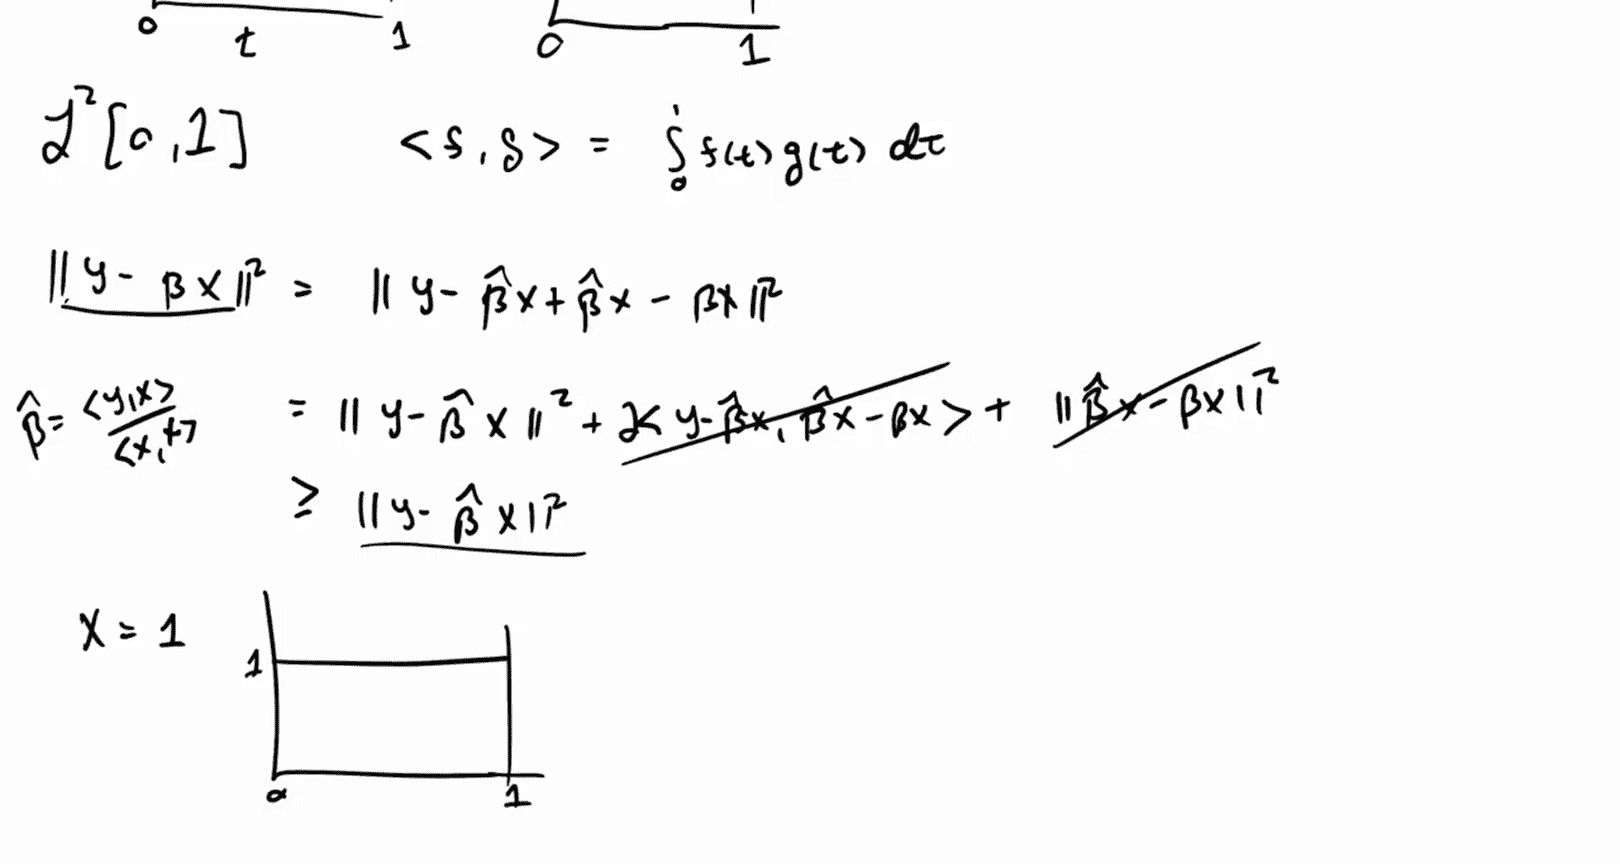 0 t 1 0 1
ℒ²[0,1] <f,g> = ∫₀¹ f(t)g(t) dt
||y - βx||² = ||y - β̂x + β̂x - βx||²
β̂ = <y,x>/<x,x> = ||y - β̂x||² + 2<y - β̂x, β̂x - βx> + ||β̂x - βx||²
≥ ||y - β̂x||²
X = 1
1
0 1